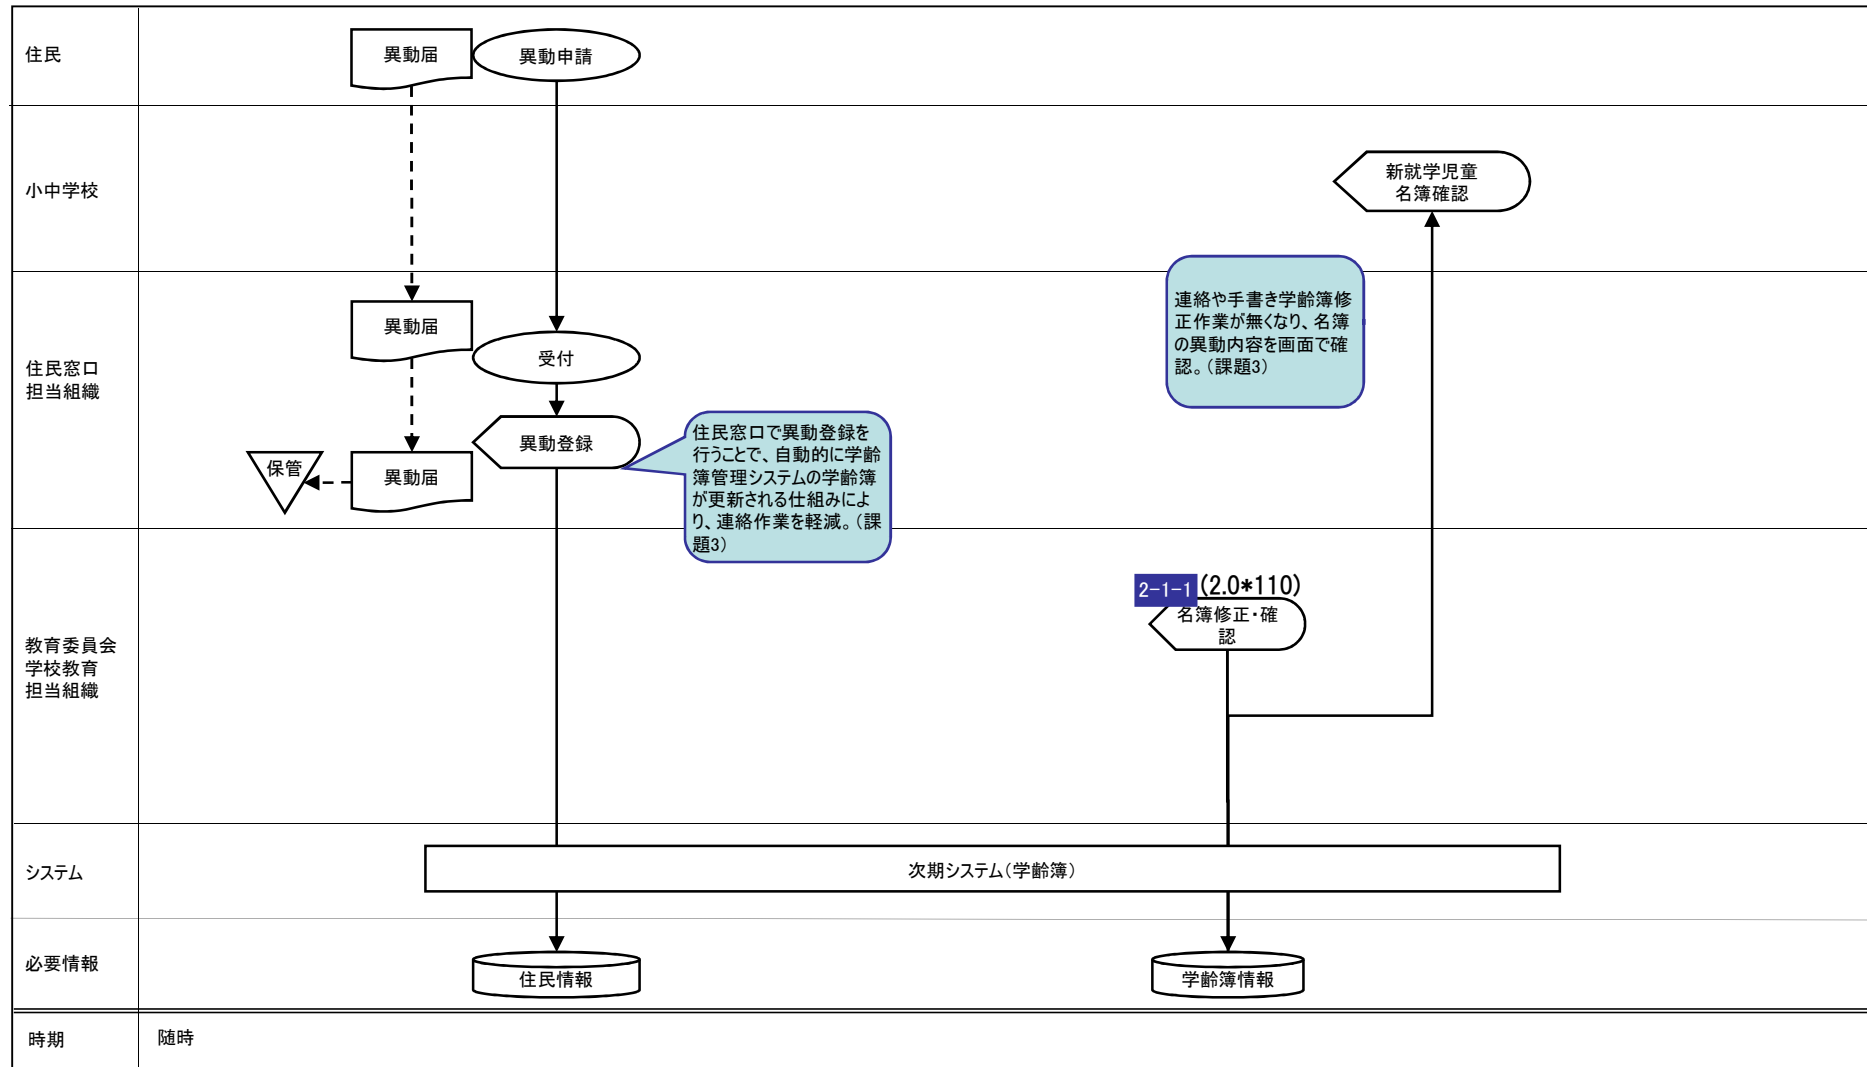 住民
異動届
異動申請
小中学校
新就学児童
名簿確認
住民窓口
担当組織
異動届
受付
異動登録
保管
異動届
連絡や手書き学齢簿修
正作業が無くなり、名簿
の異動内容を画面で確
認。（課題3）
住民窓口で異動登録を
行うことで、自動的に学齢
簿管理システムの学齢簿
が更新される仕組みによ
り、連絡作業を軽減。（課
題3）
教育委員会
学校教育
担当組織
2-1-1
(2.0*110)
名簿修正・確
認
システム
次期システム（学齢簿）
必要情報
住民情報
学齢簿情報
時期
随時